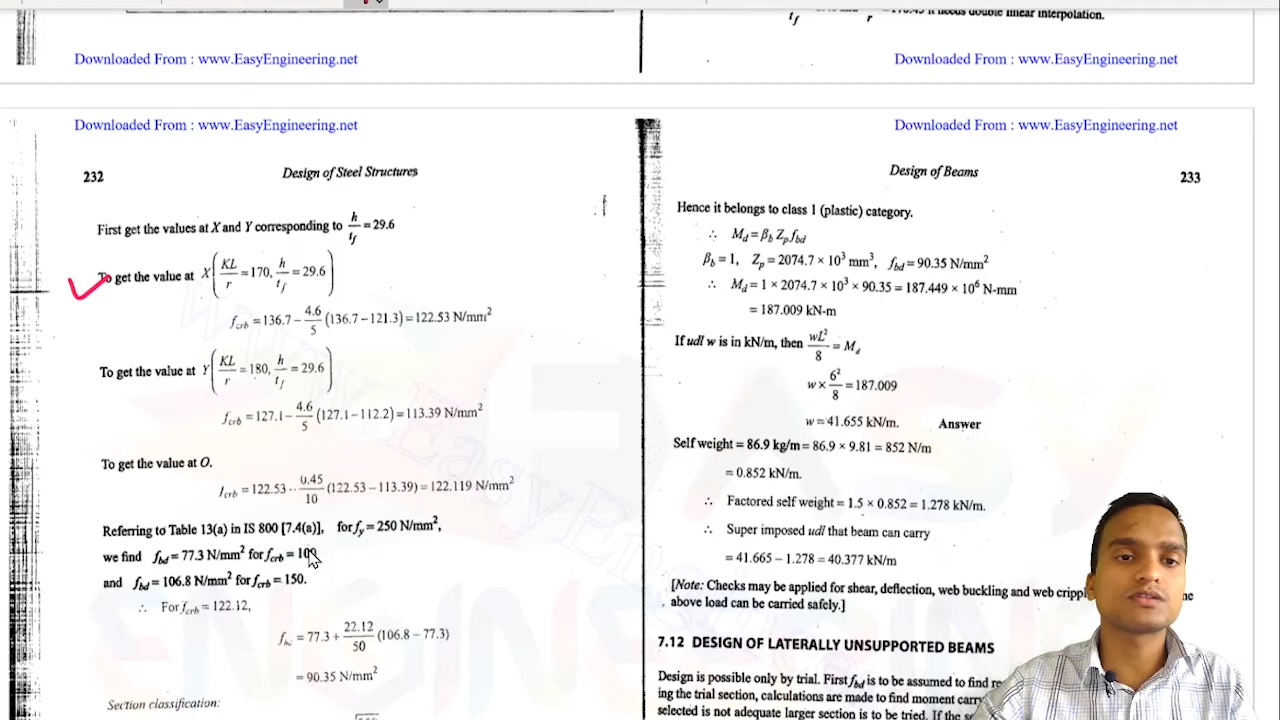 it needs double linear interpolation.
t_f r
Downloaded From : www.EasyEngineering.net
Downloaded From : www.EasyEngineering.net
Downloaded From : www.EasyEngineering.net
Downloaded From : www.EasyEngineering.net
232 Design of Steel Structures
First get the values at X and Y corresponding to h/t_f = 29.6
To get the value at X(KL/r = 170, h/t_f = 29.6)
f_crb = 136.7 − 4.6/5 (136.7 − 121.3) = 122.53 N/mm²
To get the value at Y(KL/r = 180, h/t_f = 29.6)
f_crb = 127.1 − 4.6/5 (127.1 − 112.2) = 113.39 N/mm²
To get the value at O.
f_crb = 122.53 − 0.45/10 (122.53 − 113.39) = 122.119 N/mm²
Referring to Table 13(a) in IS 800 [7.4(a)], for f_y = 250 N/mm²,
we find f_bd = 77.3 N/mm² for f_crb = 100
and f_bd = 106.8 N/mm² for f_crb = 150.
∴ For f_crb = 122.12,
= 77.3 + 22.12/50 (106.8 − 77.3)
= 90.35 N/mm²
Section classification:
Design of Beams 233
Hence it belongs to class 1 (plastic) category.
∴ M_d = β_b Z_p f_bd
β_b = 1, Z_p = 2074.7 × 10³ mm³, f_bd = 90.35 N/mm²
∴ M_d = 1 × 2074.7 × 10³ × 90.35 = 187.449 × 10⁶ N-mm
= 187.009 kN-m
If udl w is in kN/m, then wL²/8 = M_d
w × 6²/8 = 187.009
w = 41.655 kN/m. Answer
Self weight = 86.9 kg/m = 86.9 × 9.81 = 852 N/m
= 0.852 kN/m.
∴ Factored self weight = 1.5 × 0.852 = 1.278 kN/m.
∴ Super imposed udl that beam can carry
= 41.665 − 1.278 = 40.377 kN/m
[Note: Checks may be applied for shear, deflection, web buckling and web
above load can be carried safely.]
7.12 DESIGN OF LATERALLY UNSUPPORTED BEAMS
Design is possible only by trial. First f_bd is to be assumed to find
ing the trial section, calculations are made to find moment
selected is not adequate larger section is to be tried. If the